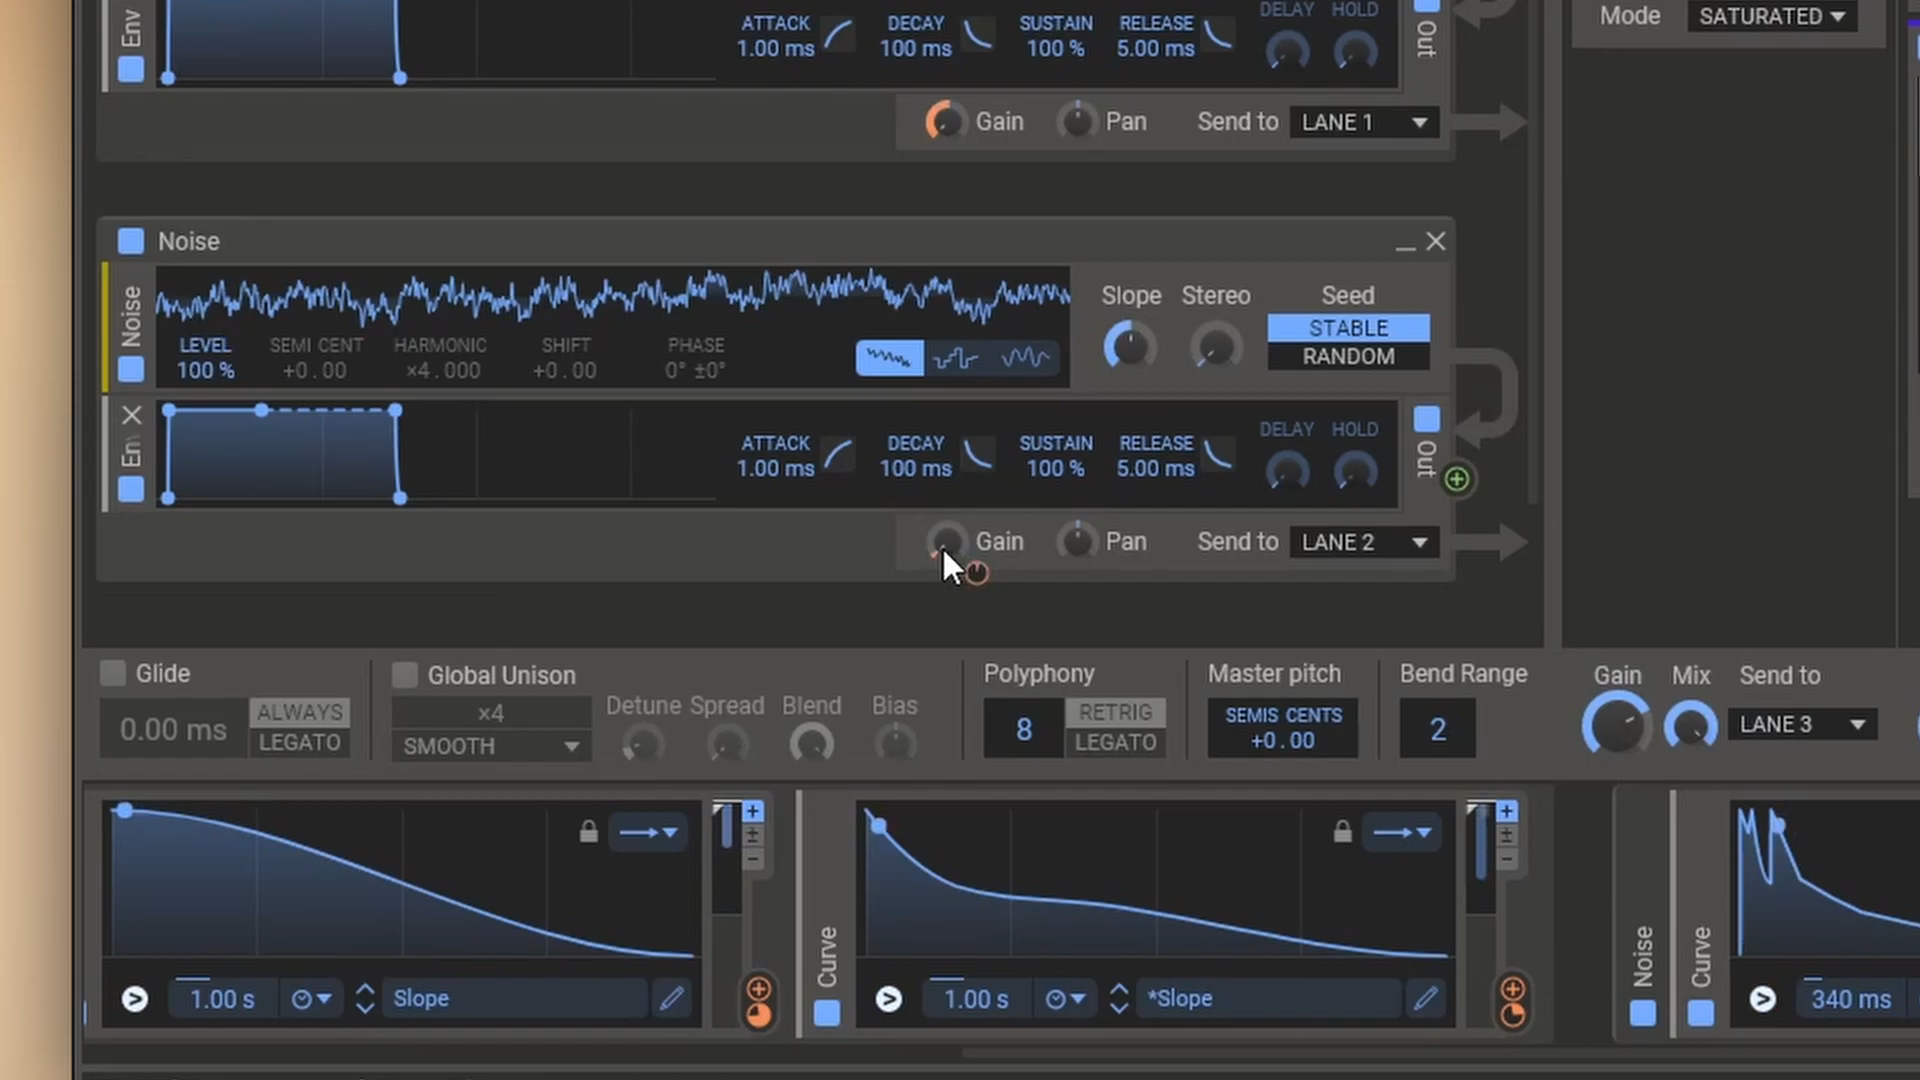 Env
ATTACK DECAY SUSTAIN RELEASE DELAY HOLD
1.00 ms 100 ms 100 % 5.00 ms
Out
Mode SATURATED
Gain Pan Send to LANE 1
Noise
Noise
LEVEL SEMI CENT HARMONIC SHIFT PHASE
100 % +0.00 ×4.000 +0.00 0° ±0°
Slope Stereo Seed
STABLE
RANDOM
ATTACK DECAY SUSTAIN RELEASE DELAY HOLD
1.00 ms 100 ms 100 % 5.00 ms
Out
Gain Pan Send to LANE 2
Glide
0.00 ms ALWAYS
LEGATO
Global Unison
×4
SMOOTH
Detune Spread Blend Bias
Polyphony
8 RETRIG
LEGATO
Master pitch
SEMIS CENTS
+0.00
Bend Range
2
Gain Mix Send to
LANE 3
1.00 s Slope
Curve
1.00 s *Slope
Noise
Curve
340 ms